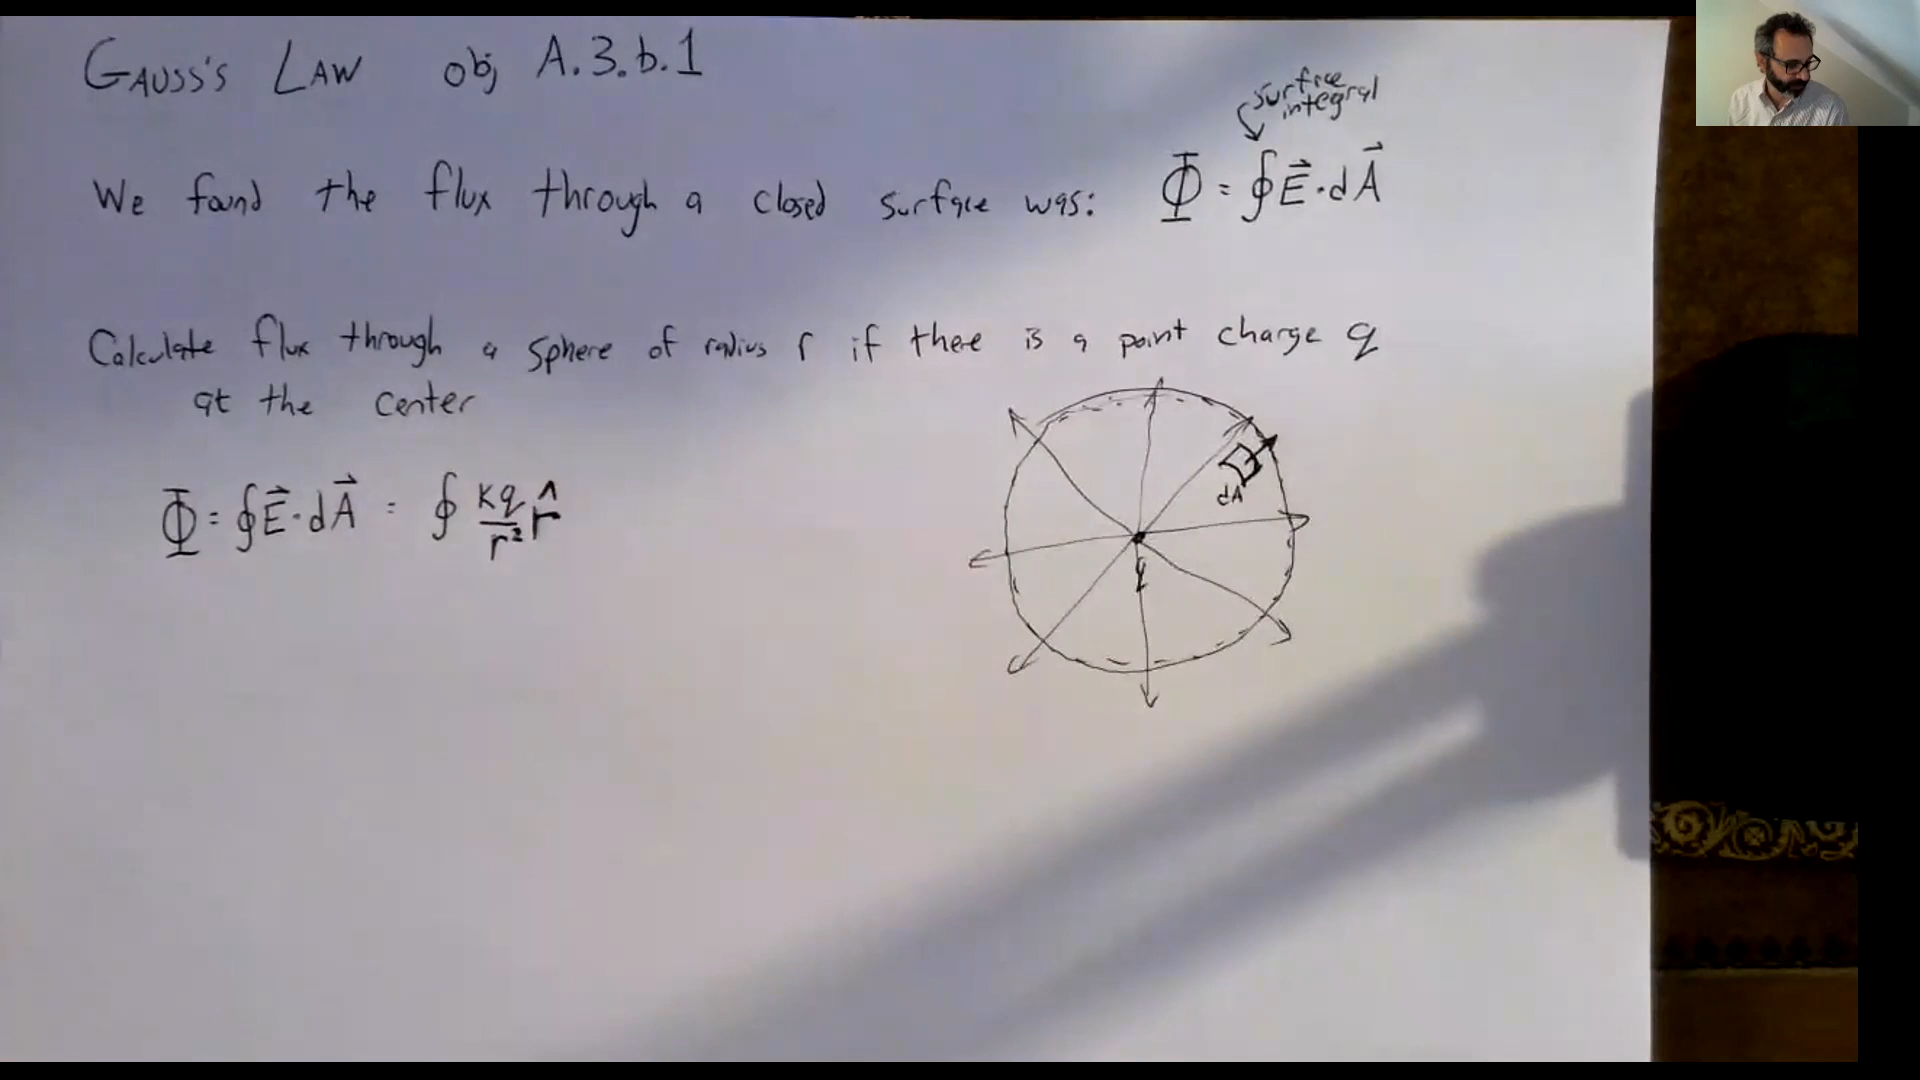 GAUSS'S LAW obj A.3.b.1
surface integral
We found the flux through a closed surface was: Φ = ∮E⃗·dA⃗
Calculate flux through a sphere of radius r if there is a point charge q
at the center
Φ = ∮E⃗·dA⃗ = ∮ kq/r² r̂
dA
q